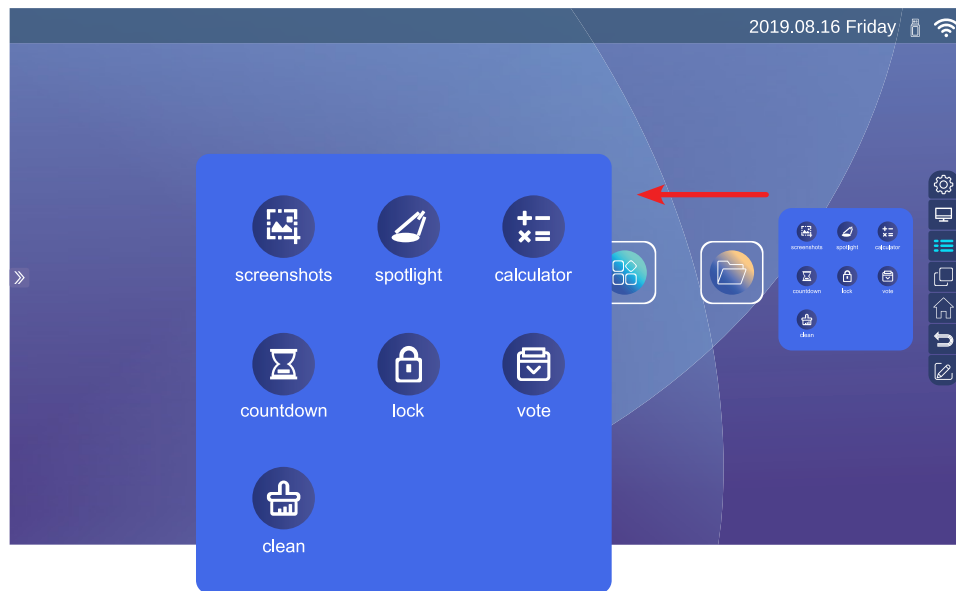 2019.08.16 Friday
screenshots spotlight calculator
countdown lock vote
clean
screenshots spotlight calculator
countdown lock vote
clean